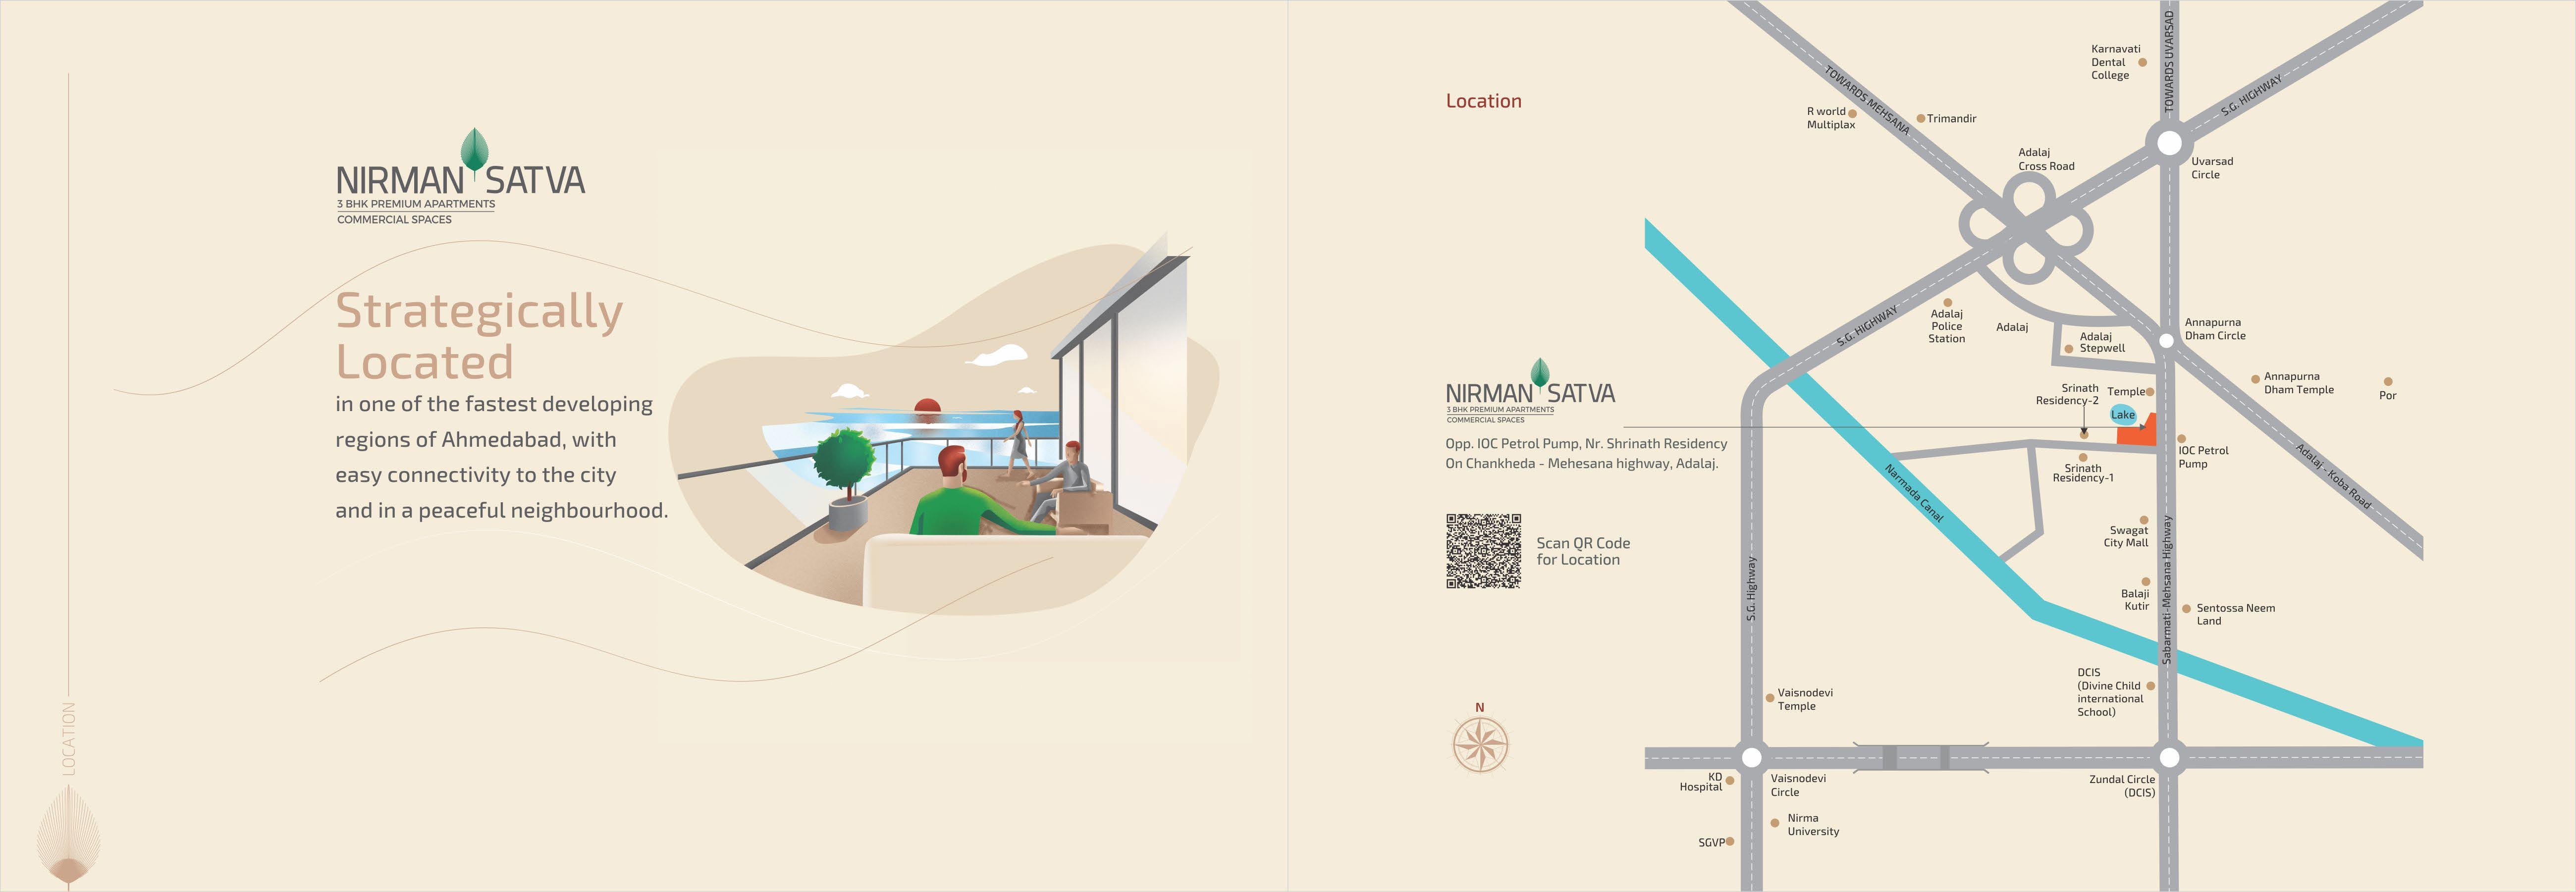 NIRMAN SATVA
3 BHK PREMIUM APARTMENTS
COMMERCIAL SPACES
Strategically
Located
in one of the fastest developing
regions of Ahmedabad, with
easy connectivity to the city
and in a peaceful neighbourhood.
LOCATION
Location
NIRMAN SATVA
3 BHK PREMIUM APARTMENTS
COMMERCIAL SPACES
Opp. IOC Petrol Pump, Nr. Shrinath Residency
On Chankheda - Mehesana highway, Adalaj.
Scan QR Code
for Location
N
TOWARDS MEHSANA
R world
Multiplax
Trimandir
Karnavati
Dental
College
TOWARDS UVARSAD
S.G. HIGHWAY
Adalaj
Cross Road
Uvarsad
Circle
S.G. HIGHWAY
Adalaj
Police
Station
Adalaj
Adalaj
Stepwell
Annapurna
Dham Circle
Annapurna
Dham Temple
Por
Srinath
Residency-2
Temple
Lake
IOC Petrol
Pump
Srinath
Residency-1
Adalaj - Koba Road
Narmada Canal
Swagat
City Mall
Sabarmati-Mehsana Highway
S.G. Highway
Balaji
Kutir
Sentossa Neem
Land
DCIS
(Divine Child
international
School)
Vaisnodevi
Temple
KD
Hospital
Vaisnodevi
Circle
Zundal Circle
(DCIS)
Nirma
University
SGVP